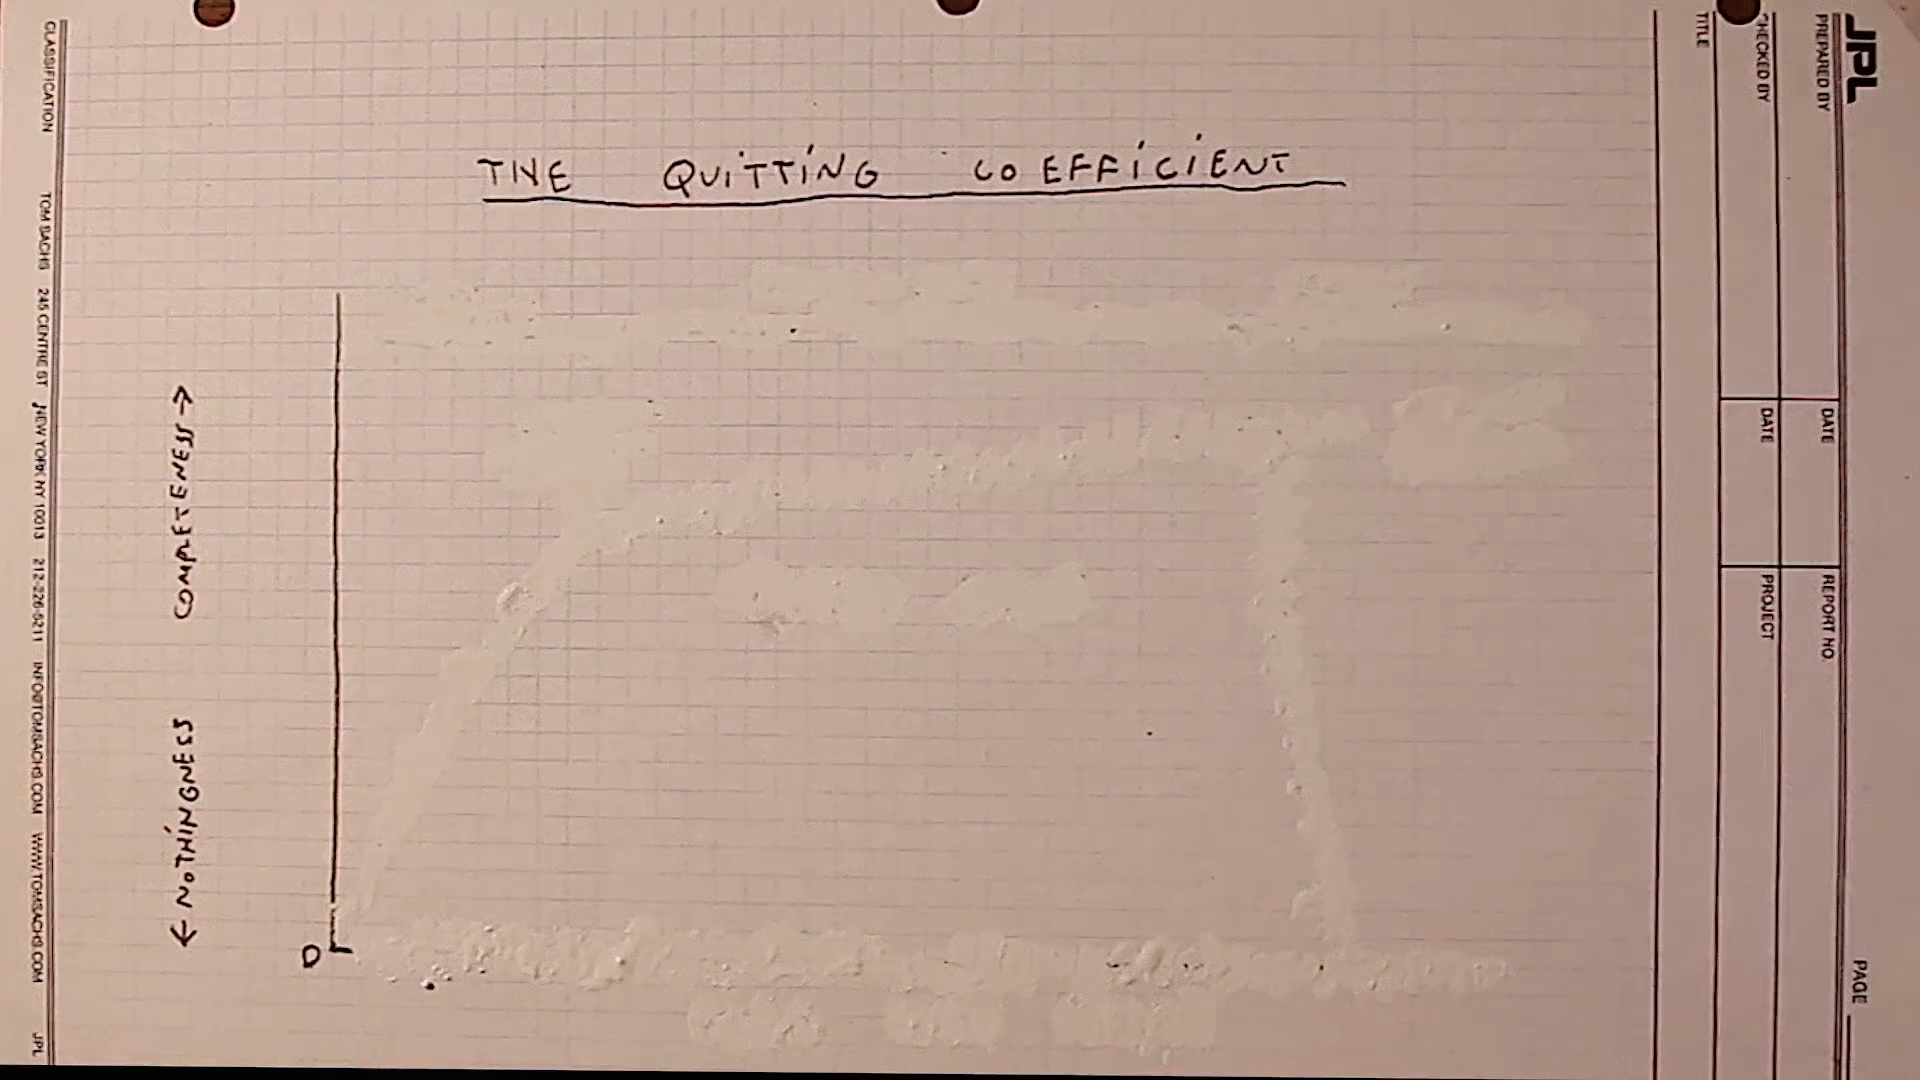 THE QUITTING COEFFICIENT
COMPLETENESS →
← NOTHINGNESS
0
JPL
PREPARED BY
DATE
REPORT NO.
PAGE
CHECKED BY
DATE
PROJECT
TITLE
CLASSIFICATION TOM SACHS 245 CENTRE ST NEW YORK NY 10013 212-226-5211 INFO@TOMSACHS.COM WWW.TOMSACHS.COM JPL